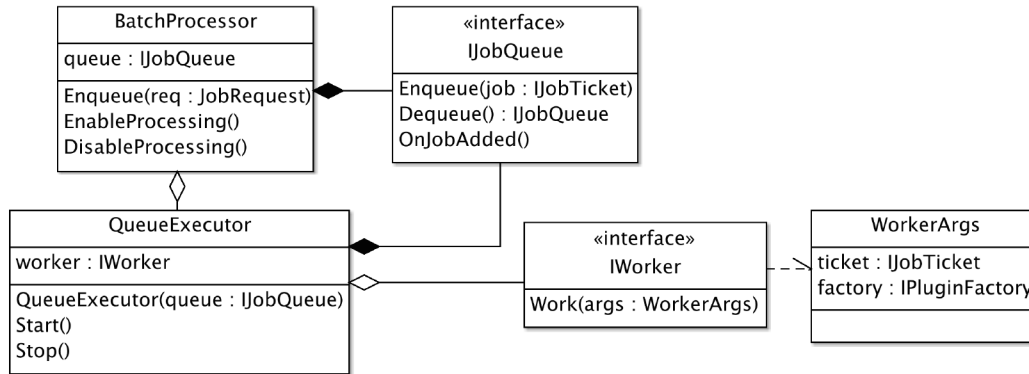 BatchProcessor
queue : IJobQueue
Enqueue(req : JobRequest)
EnableProcessing()
DisableProcessing()
«interface»
IJobQueue
Enqueue(job : IJobTicket)
Dequeue() : IJobQueue
OnJobAdded()
QueueExecutor
worker : IWorker
QueueExecutor(queue : IJobQueue)
Start()
Stop()
«interface»
IWorker
Work(args : WorkerArgs)
WorkerArgs
ticket : IJobTicket
factory : IPluginFactory